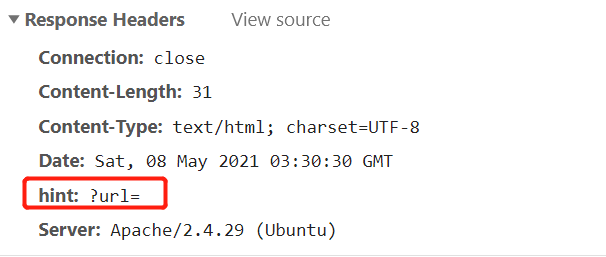 Response Headers View source
Connection: close
Content-Length: 31
Content-Type: text/html; charset=UTF-8
Date: Sat, 08 May 2021 03:30:30 GMT
hint: ?url=
Server: Apache/2.4.29 (Ubuntu)